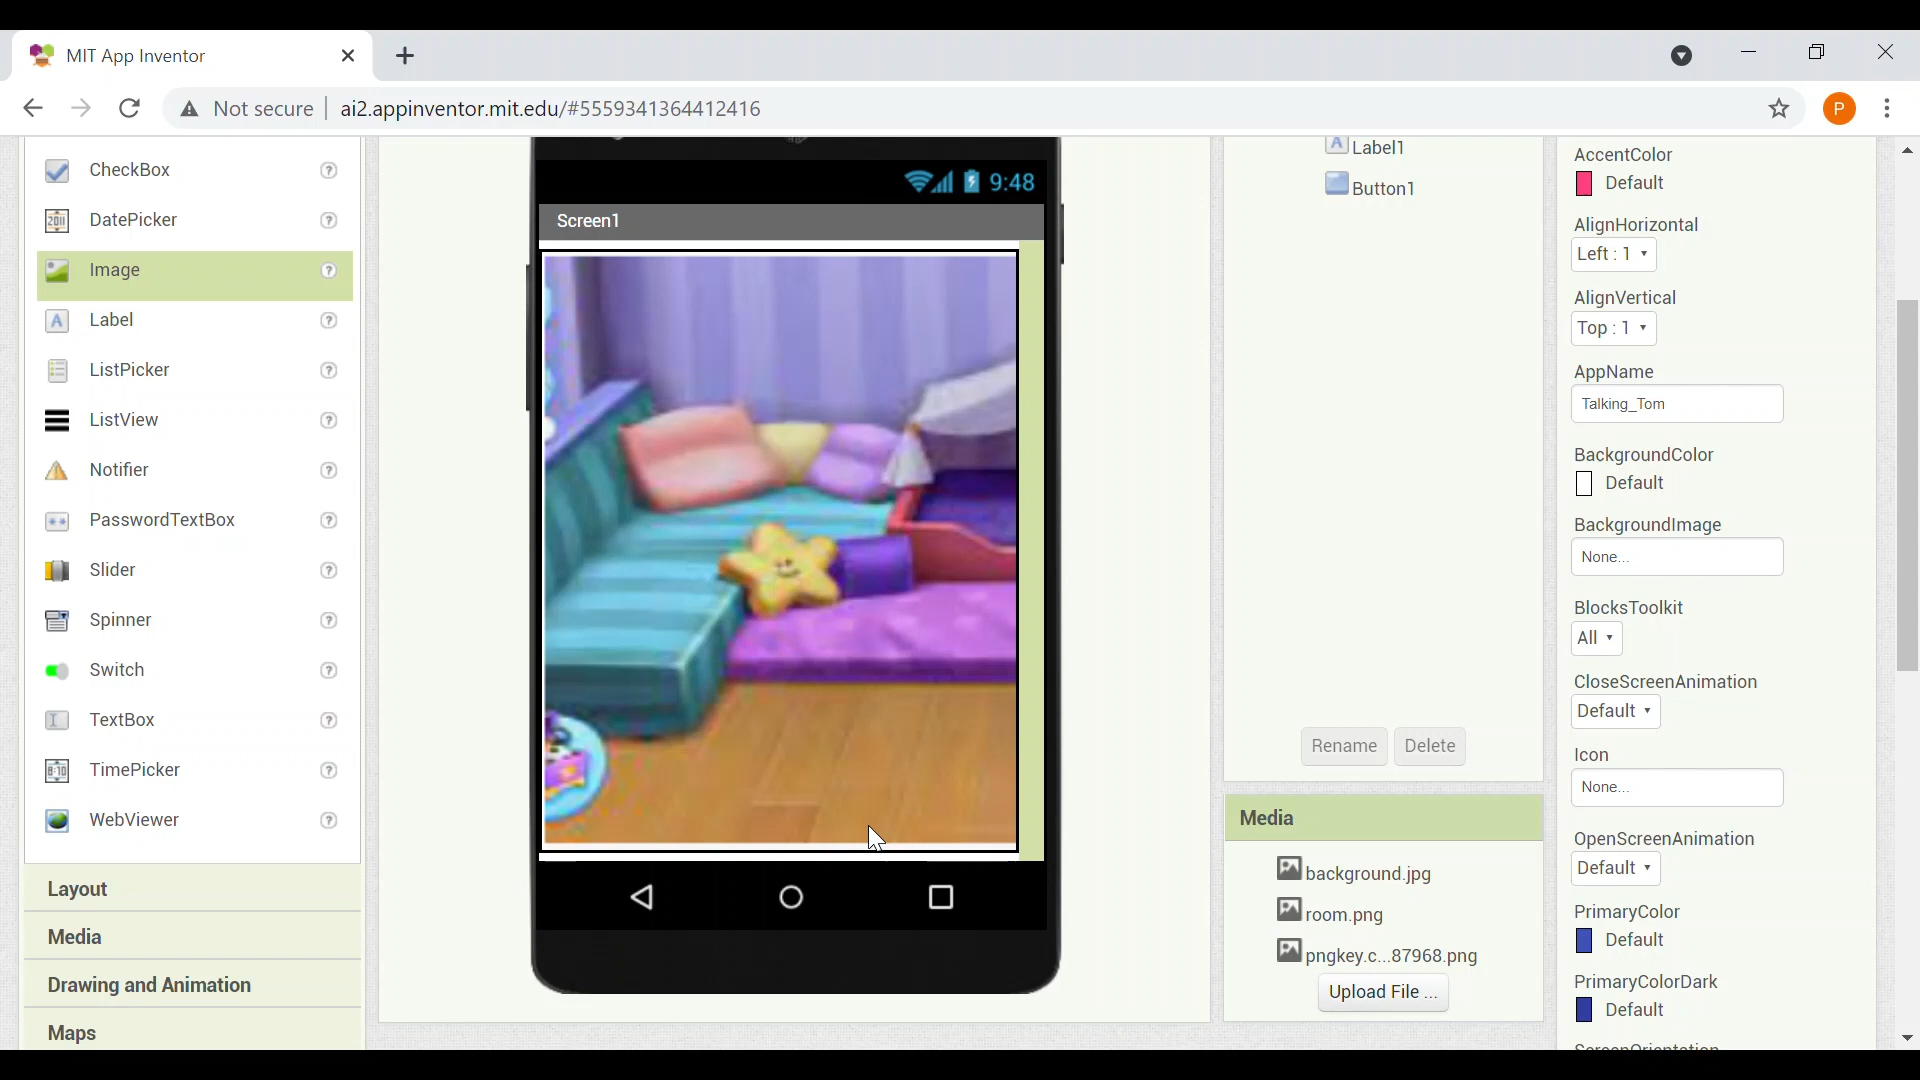 MIT App Inventor
Not secure
ai2.appinventor.mit.edu/#5559341364412416
P
CheckBox ?
DatePicker ?
Image ?
Label ?
ListPicker ?
ListView ?
Notifier ?
PasswordTextBox ?
Slider ?
Spinner ?
Switch ?
TextBox ?
TimePicker ?
WebViewer ?
Layout
Media
Drawing and Animation
Maps
9:48
Screen1
Label1
Button1
Rename
Delete
Media
background.jpg
room.png
pngkey.c...87968.png
Upload File ...
AccentColor
Default
AlignHorizontal
Left : 1
AlignVertical
Top : 1
AppName
Talking_Tom
BackgroundColor
Default
BackgroundImage
None...
BlocksToolkit
All
CloseScreenAnimation
Default
Icon
None...
OpenScreenAnimation
Default
PrimaryColor
Default
PrimaryColorDark
Default